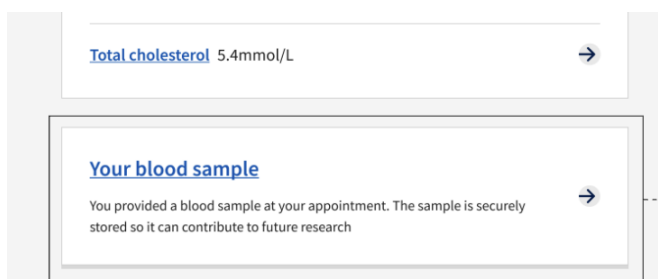 Total cholesterol 5.4mmol/L
Your blood sample
You provided a blood sample at your appointment. The sample is securely
stored so it can contribute to future research